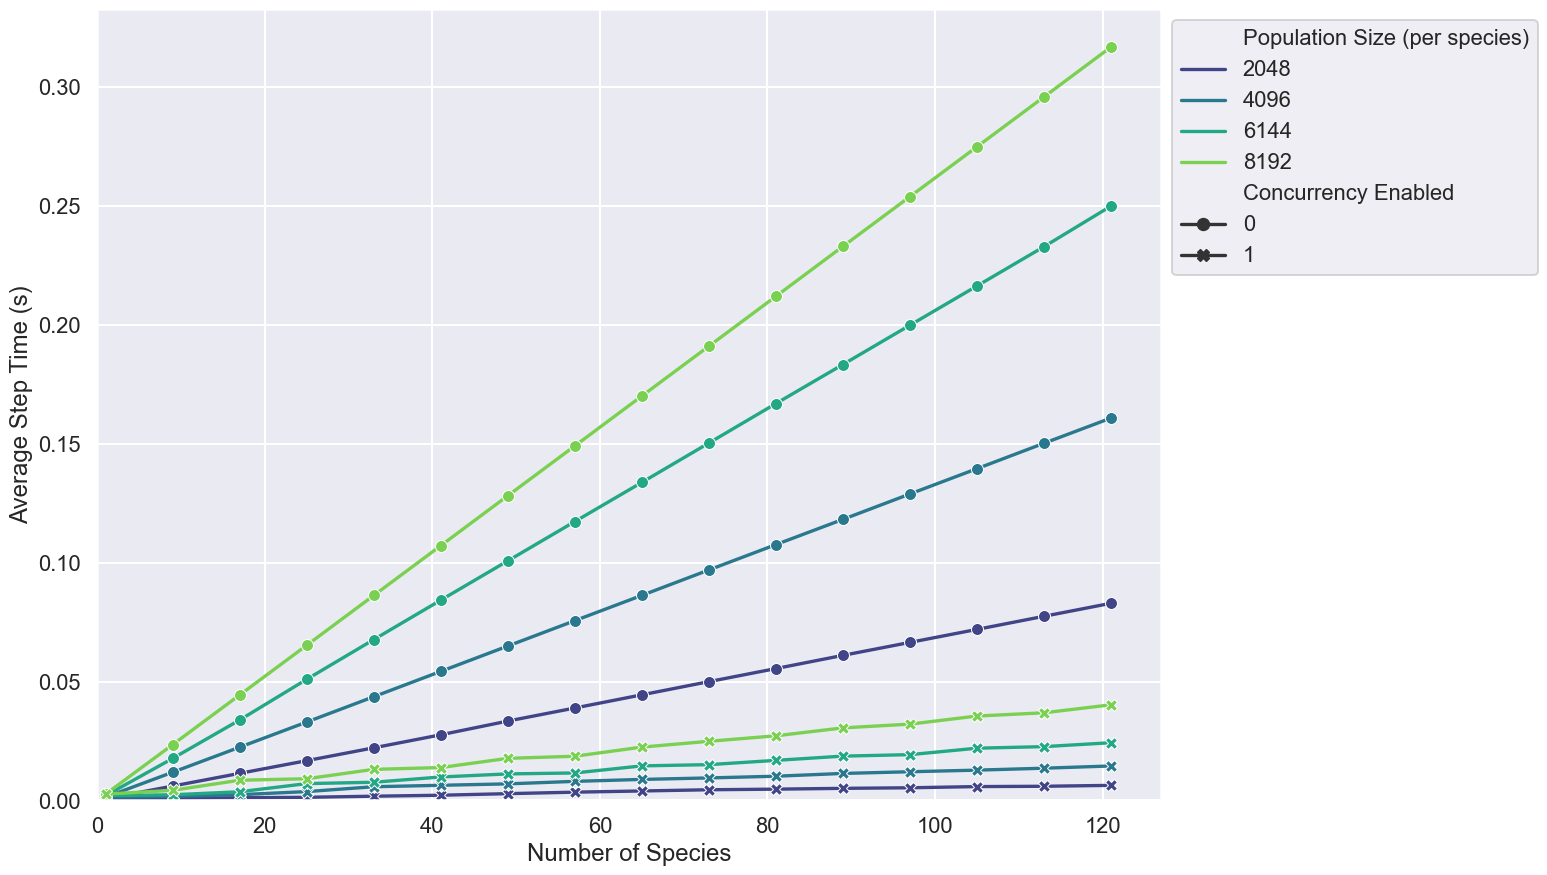 0.30
0.25
0.20
0.15
0.10
0.05
0.00
Average Step Time (s)
0 20 40 60 80 100 120
Number of Species
Population Size (per species)
2048
4096
6144
8192
Concurrency Enabled
0
1